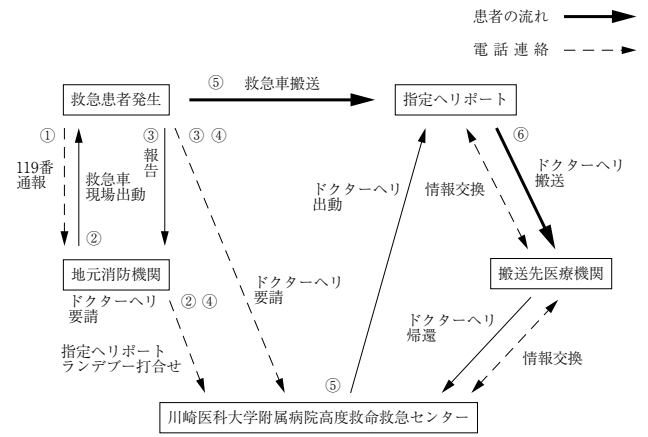 患者の流れ
電話連絡
⑤ 救急車搬送
救急患者発生
指定ヘリポート
①
③
③ ④
⑥
119番
通報
救急車
現場出動
報告
ドクターヘリ
出動
情報交換
ドクターヘリ
搬送
②
地元消防機関
搬送先医療機関
ドクターヘリ
要請
② ④
ドクターヘリ
要請
ドクターヘリ
帰還
指定ヘリポート
ランデブー打合せ
情報交換
⑤
川崎医科大学附属病院高度救命救急センター